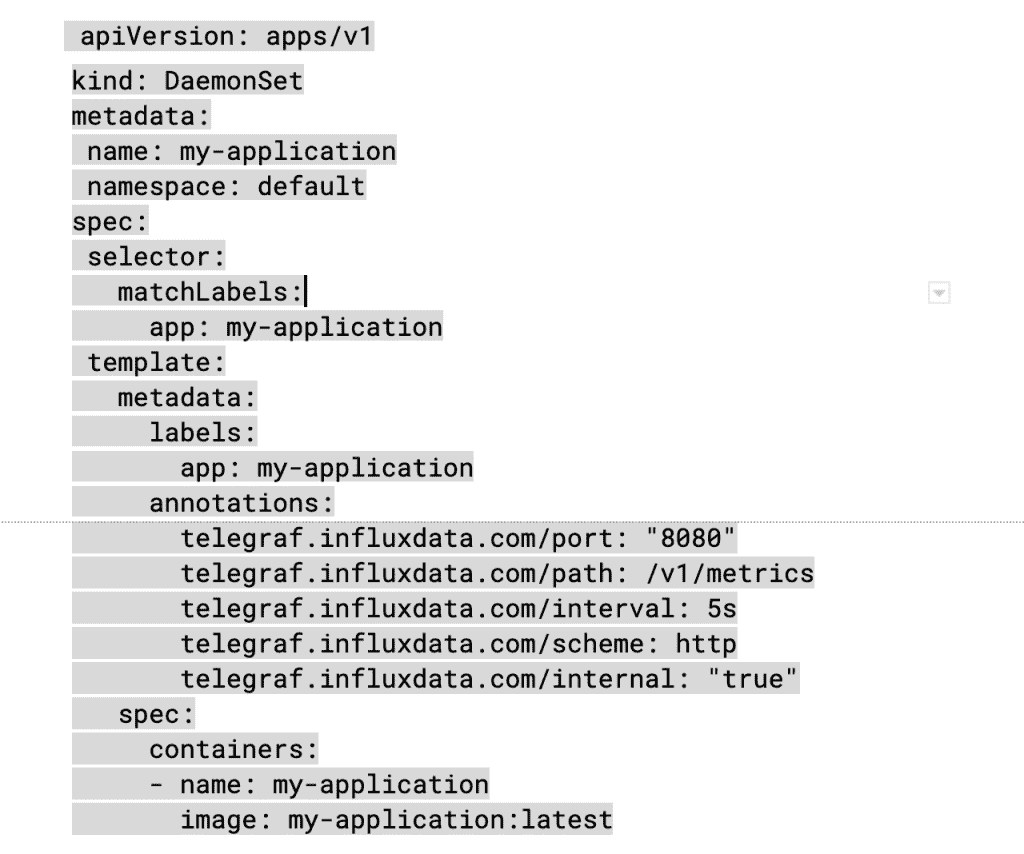 apiVersion: apps/v1
kind: DaemonSet
metadata:
 name: my-application
 namespace: default
spec:
 selector:
   matchLabels:
     app: my-application
 template:
   metadata:
     labels:
       app: my-application
     annotations:
       telegraf.influxdata.com/port: "8080"
       telegraf.influxdata.com/path: /v1/metrics
       telegraf.influxdata.com/interval: 5s
       telegraf.influxdata.com/scheme: http
       telegraf.influxdata.com/internal: "true"
   spec:
     containers:
     - name: my-application
       image: my-application:latest